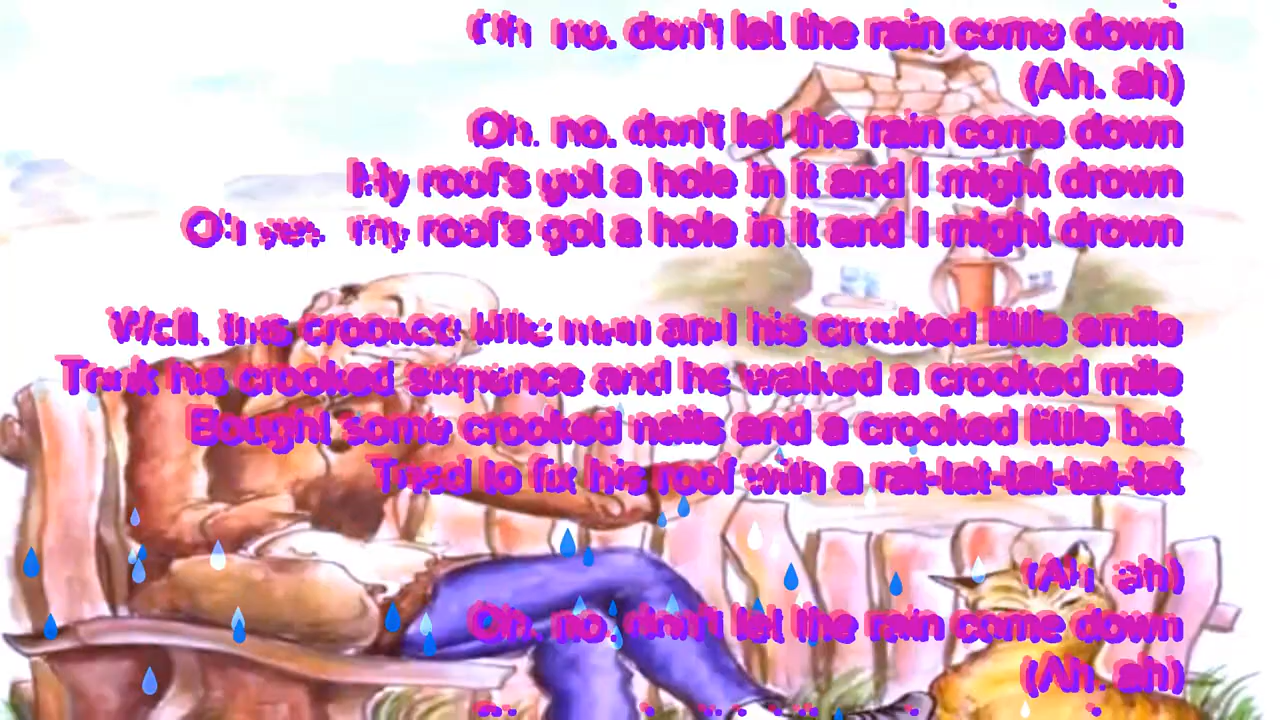 Oh no. don't let the rain come down
(Ah. ah)
Oh. no. don't let the rain come down
My roof's got a hole in it and I might drown
Oh yes. my roof's got a hole in it and I might drown
Well. this crooked little man and his crooked little smile
Took his crooked sixpence and he walked a crooked mile
Bought some crooked nails and a crooked little bat
Tried to fix his roof with a rat-tat-tat-tat-tat
(Ah ah)
Oh. no. don't let the rain come down
(Ah. ah)